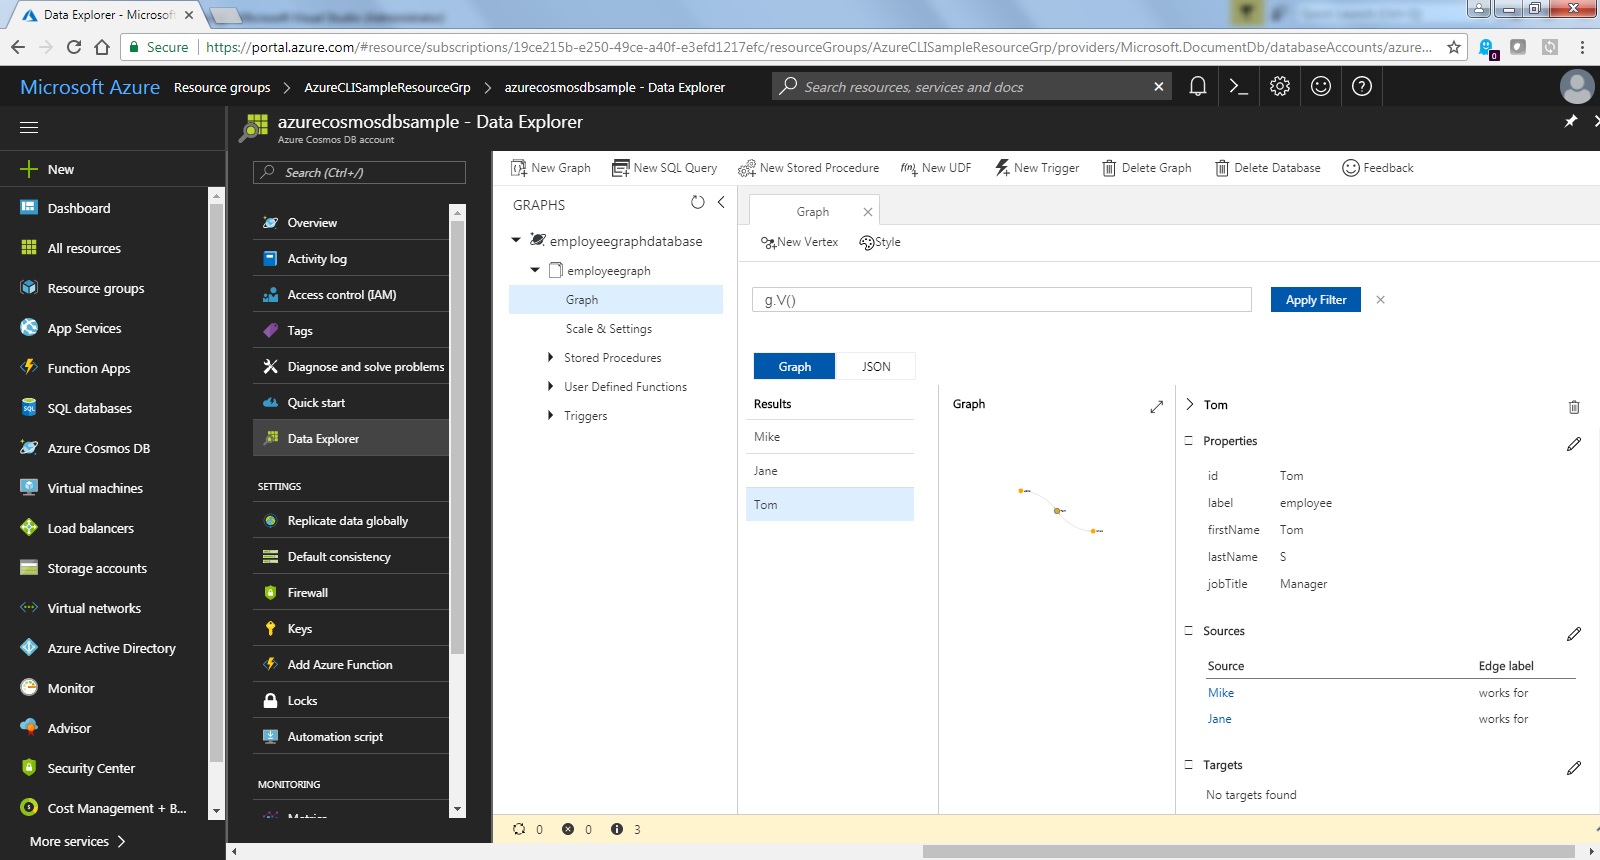 Data Explorer - Microsoft
Secure
https://portal.azure.com/#resource/subscriptions/19ce215b-e250-49ce-a40f-e3efd1217efc/resourceGroups/AzureCLISampleResourceGrp/providers/Microsoft.DocumentDb/databaseAccounts/azure...
0
Microsoft Azure Resource groups > AzureCLISampleResourceGrp > azurecosmosdbsample - Data Explorer
Search resources, services and docs
azurecosmosdbsample - Data Explorer
Azure Cosmos DB account
New
Dashboard
All resources
Resource groups
App Services
Function Apps
SQL databases
Azure Cosmos DB
Virtual machines
Load balancers
Storage accounts
Virtual networks
Azure Active Directory
Monitor
Advisor
Security Center
Cost Management + B...
More services >
Search (Ctrl+/)
Overview
Activity log
Access control (IAM)
Tags
Diagnose and solve problems
Quick start
Data Explorer
SETTINGS
Replicate data globally
Default consistency
Firewall
Keys
Add Azure Function
Locks
Automation script
MONITORING
Metrics
New Graph
New SQL Query
New Stored Procedure
New UDF
New Trigger
Delete Graph
Delete Database
Feedback
GRAPHS
employeegraphdatabase
employeegraph
Graph
Scale & Settings
Stored Procedures
User Defined Functions
Triggers
Graph
New Vertex
Style
g.V()
Apply Filter
Graph
JSON
Results
Mike
Jane
Tom
Graph
Tom
Properties
id Tom
label employee
firstName Tom
lastName S
jobTitle Manager
Sources
Source Edge label
Mike works for
Jane works for
Targets
No targets found
0 0 3